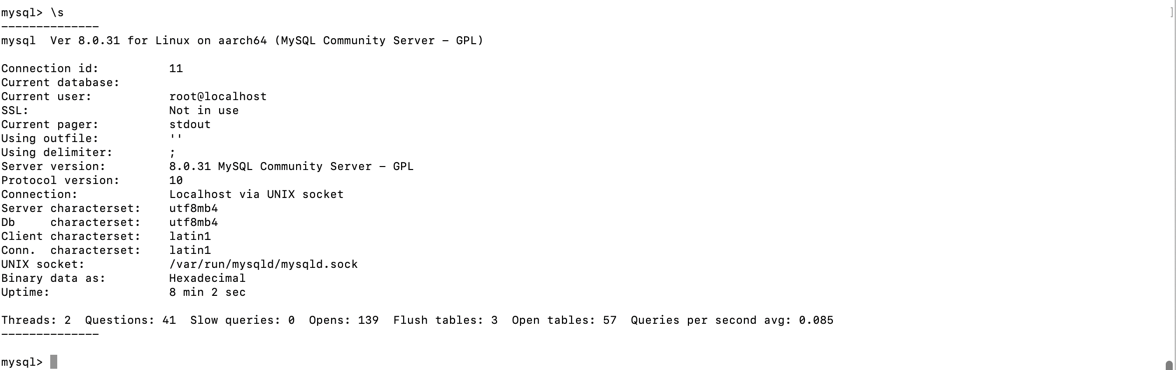 mysql> \s
--------------
mysql  Ver 8.0.31 for Linux on aarch64 (MySQL Community Server - GPL)
Connection id:          11
Current database:
Current user:           root@localhost
SSL:                    Not in use
Current pager:          stdout
Using outfile:          ''
Using delimiter:        ;
Server version:         8.0.31 MySQL Community Server - GPL
Protocol version:       10
Connection:             Localhost via UNIX socket
Server characterset:    utf8mb4
Db     characterset:    utf8mb4
Client characterset:    latin1
Conn.  characterset:    latin1
UNIX socket:            /var/run/mysqld/mysqld.sock
Binary data as:         Hexadecimal
Uptime:                 8 min 2 sec
Threads: 2  Questions: 41  Slow queries: 0  Opens: 139  Flush tables: 3  Open tables: 57  Queries per second avg: 0.085
--------------
mysql>